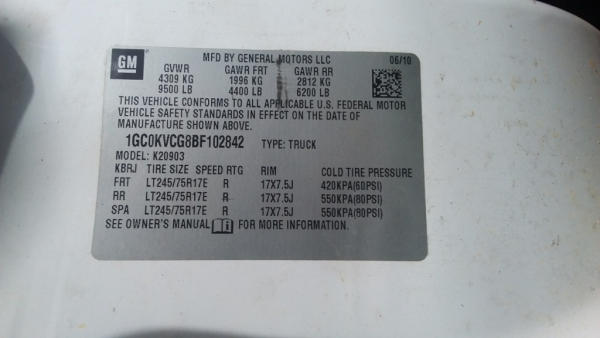 GM
MFD BY GENERAL MOTORS LLC 06/10
GVWR GAWR FRT GAWR RR
4309 KG 1996 KG 2812 KG
9500 LB 4400 LB 6200 LB
THIS VEHICLE CONFORMS TO ALL APPLICABLE U.S. FEDERAL MOTOR
VEHICLE SAFETY STANDARDS IN EFFECT ON THE DATE OF
MANUFACTURE SHOWN ABOVE.
1GC0KVCG8BF102842 TYPE: TRUCK
MODEL: K20903
KBRJ TIRE SIZE SPEED RTG RIM COLD TIRE PRESSURE
FRT LT245/75R17E R 17X7.5J 420KPA(60PSI)
RR LT245/75R17E R 17X7.5J 550KPA(80PSI)
SPA LT245/75R17E R 17X7.5J 550KPA(80PSI)
SEE OWNER'S MANUAL FOR MORE INFORMATION.